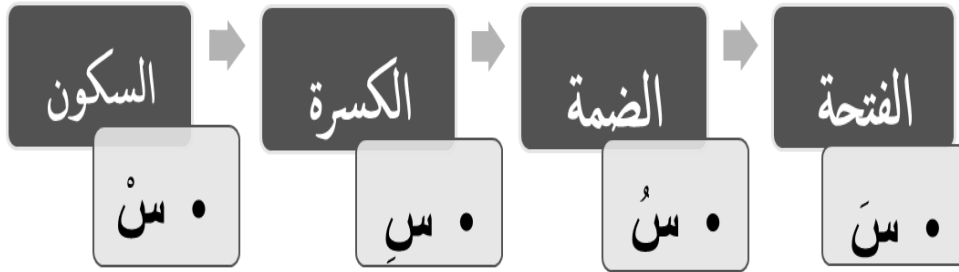 الفتحة
• سَ
الضمة
• سُ
الكسرة
• سِ
السكون
• سْ